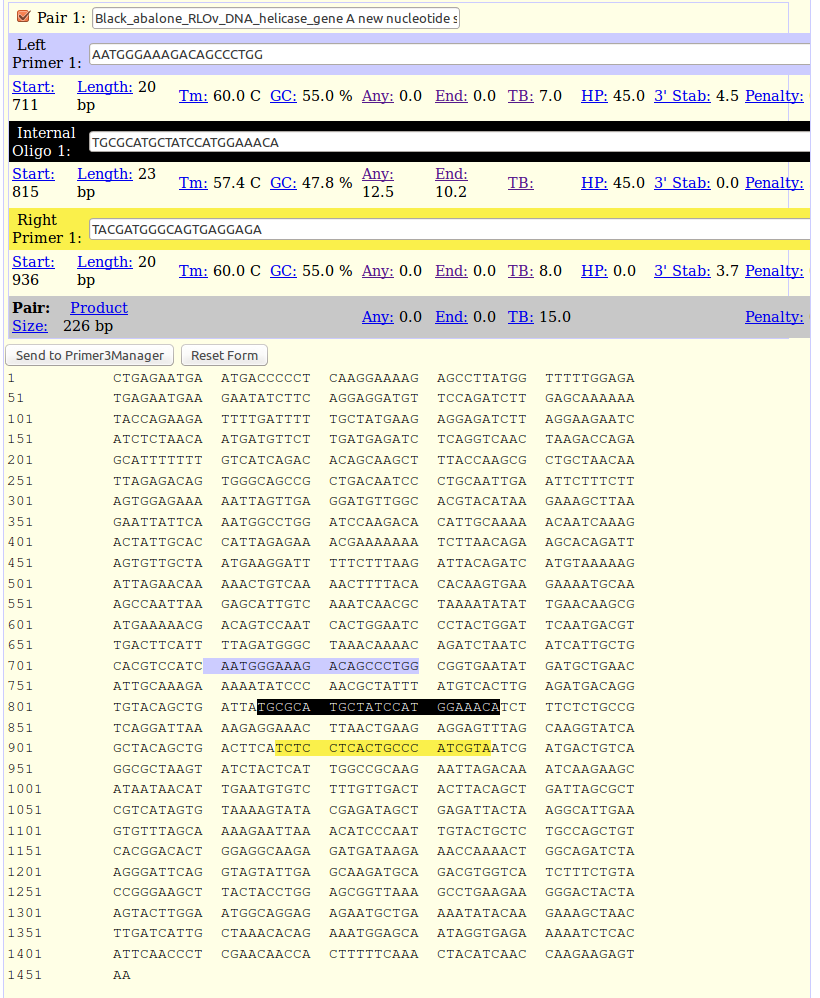 Pair 1: Black_abalone_RLOv_DNA_helicase_gene A new nucleotide s
Left Primer 1: AATGGGAAAGACAGCCCTGG
Start: 711 Length: 20 bp Tm: 60.0 C GC: 55.0 % Any: 0.0 End: 0.0 TB: 7.0 HP: 45.0 3' Stab: 4.5 Penalty:
Internal Oligo 1: TGCGCATGCTATCCATGGAAACA
Start: 815 Length: 23 bp Tm: 57.4 C GC: 47.8 % Any: 12.5 End: 10.2 TB: HP: 45.0 3' Stab: 0.0 Penalty:
Right Primer 1: TACGATGGGCAGTGAGGAGA
Start: 936 Length: 20 bp Tm: 60.0 C GC: 55.0 % Any: 0.0 End: 0.0 TB: 8.0 HP: 0.0 3' Stab: 3.7 Penalty:
Pair: Product Size: 226 bp Any: 0.0 End: 0.0 TB: 15.0 Penalty:
Send to Primer3Manager Reset Form
1 CTGAGAATGA ATGACCCCCT CAAGGAAAAG AGCCTTATGG TTTTTGGAGA
51 TGAGAATGAA GAATATCTTC AGGAGGATGT TCCAGATCTT GAGCAAAAAA
101 TACCAGAAGA TTTTGATTTT TGCTATGAAG AGGAGATCTT AGGAAGAATC
151 ATCTCTAACA ATGATGTTCT TGATGAGATC TCAGGTCAAC TAAGACCAGA
201 GCATTTTTTT GTCATCAGAC ACAGCAAGCT TTACCAAGCG CTGCTAACAA
251 TTAGAGACAG TGGGCAGCCG CTGACAATCC CTGCAATTGA ATTCTTTCTT
301 AGTGGAGAAA AATTAGTTGA GGATGTTGGC ACGTACATAA GAAAGCTTAA
351 GAATTATTCA AATGGCCTGG ATCCAAGACA CATTGCAAAA ACAATCAAAG
401 ACTATTGCAC CATTAGAGAA ACGAAAAAAA TCTTAACAGA AGCACAGATT
451 AGTGTTGCTA ATGAAGGATT TTTCTTTAAG ATTACAGATC ATGTAAAAAG
501 ATTAGAACAA AAACTGTCAA AACTTTTACA CACAAGTGAA GAAAATGCAA
551 AGCCAATTAA GAGCATTGTC AAATCAACGC TAAAATATAT TGAACAAGCG
601 ATGAAAAACG ACAGTCCAAT CACTGGAATC CCTACTGGAT TCAATGACGT
651 TGACTTCATT TTAGATGGGC TAAACAAAAC AGATCTAATC ATCATTGCTG
701 CACGTCCATC AATGGGAAAG ACAGCCCTGG CGGTGAATAT GATGCTGAAC
751 ATTGCAAAGA AAAATATCCC AACGCTATTT ATGTCACTTG AGATGACAGG
801 TGTACAGCTG ATTATGCGCA TGCTATCCAT GGAAACATCT TTCTCTGCCG
851 TCAGGATTAA AAGAGGAAAC TTAACTGAAG AGGAGTTTAG CAAGGTATCA
901 GCTACAGCTG ACTTCATCTC CTCACTGCCC ATCGTAATCG ATGACTGTCA
951 GGCGCTAAGT ATCTACTCAT TGGCCGCAAG AATTAGACAA ATCAAGAAGC
1001 ATAATAACAT TGAATGTGTC TTTGTTGACT ACTTACAGCT GATTAGCGCT
1051 CGTCATAGTG TAAAAGTATA CGAGATAGCT GAGATTACTA AGGCATTGAA
1101 GTGTTTAGCA AAAGAATTAA ACATCCCAAT TGTACTGCTC TGCCAGCTGT
1151 CACGGACACT GGAGGCAAGA GATGATAAGA AACCAAAACT GGCAGATCTA
1201 AGGGATTCAG GTAGTATTGA GCAAGATGCA GACGTGGTCA TCTTTCTGTA
1251 CCGGGAAGCT TACTACCTGG AGCGGTTAAA GCCTGAAGAA GGGACTACTA
1301 AGTACTTGGA ATGGCAGGAG AGAATGCTGA AAATATACAA GAAAGCTAAC
1351 TTGATCATTG CTAAACACAG AAATGGAGCA ATAGGTGAGA AAAATCTCAC
1401 ATTCAACCCT CGAACAACCA CTTTTTCAAA CTACATCAAC CAAGAAGAGT
1451 AA